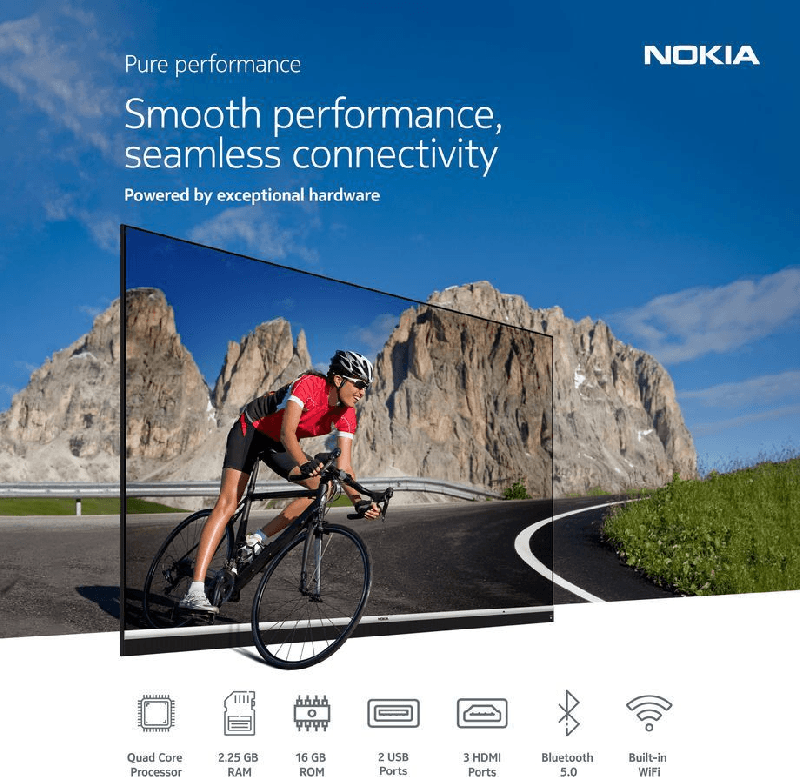 Pure performance
NOKIA
Smooth performance,
seamless connectivity
Powered by exceptional hardware
NOKIA
Quad Core
Processor
2.25 GB
RAM
16 GB
ROM
2 USB
Ports
3 HDMI
Ports
Bluetooth
5.0
Built-in
WiFi